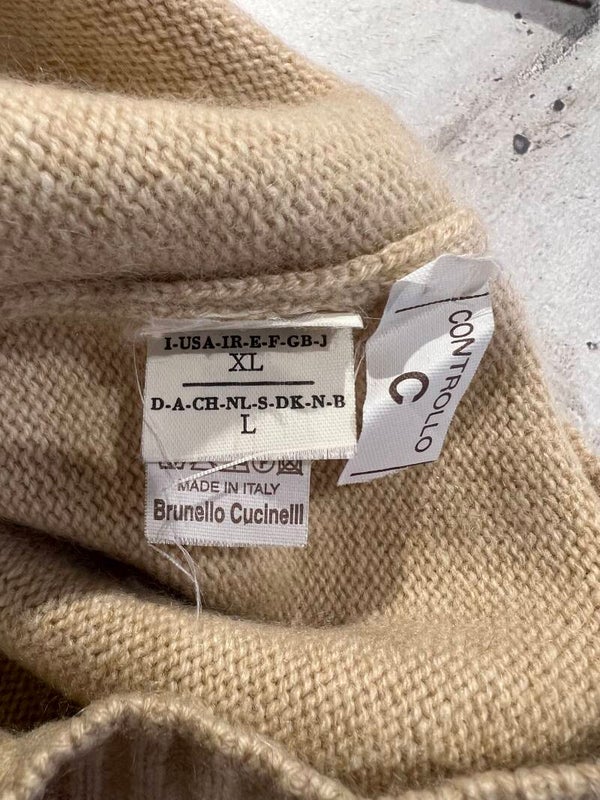 I-USA-IR-E-F-GB-J
XL
D-A-CH-NL-S-DK-N-B
L
MADE IN ITALY
Brunello Cucinelli
CONTROLLO
C